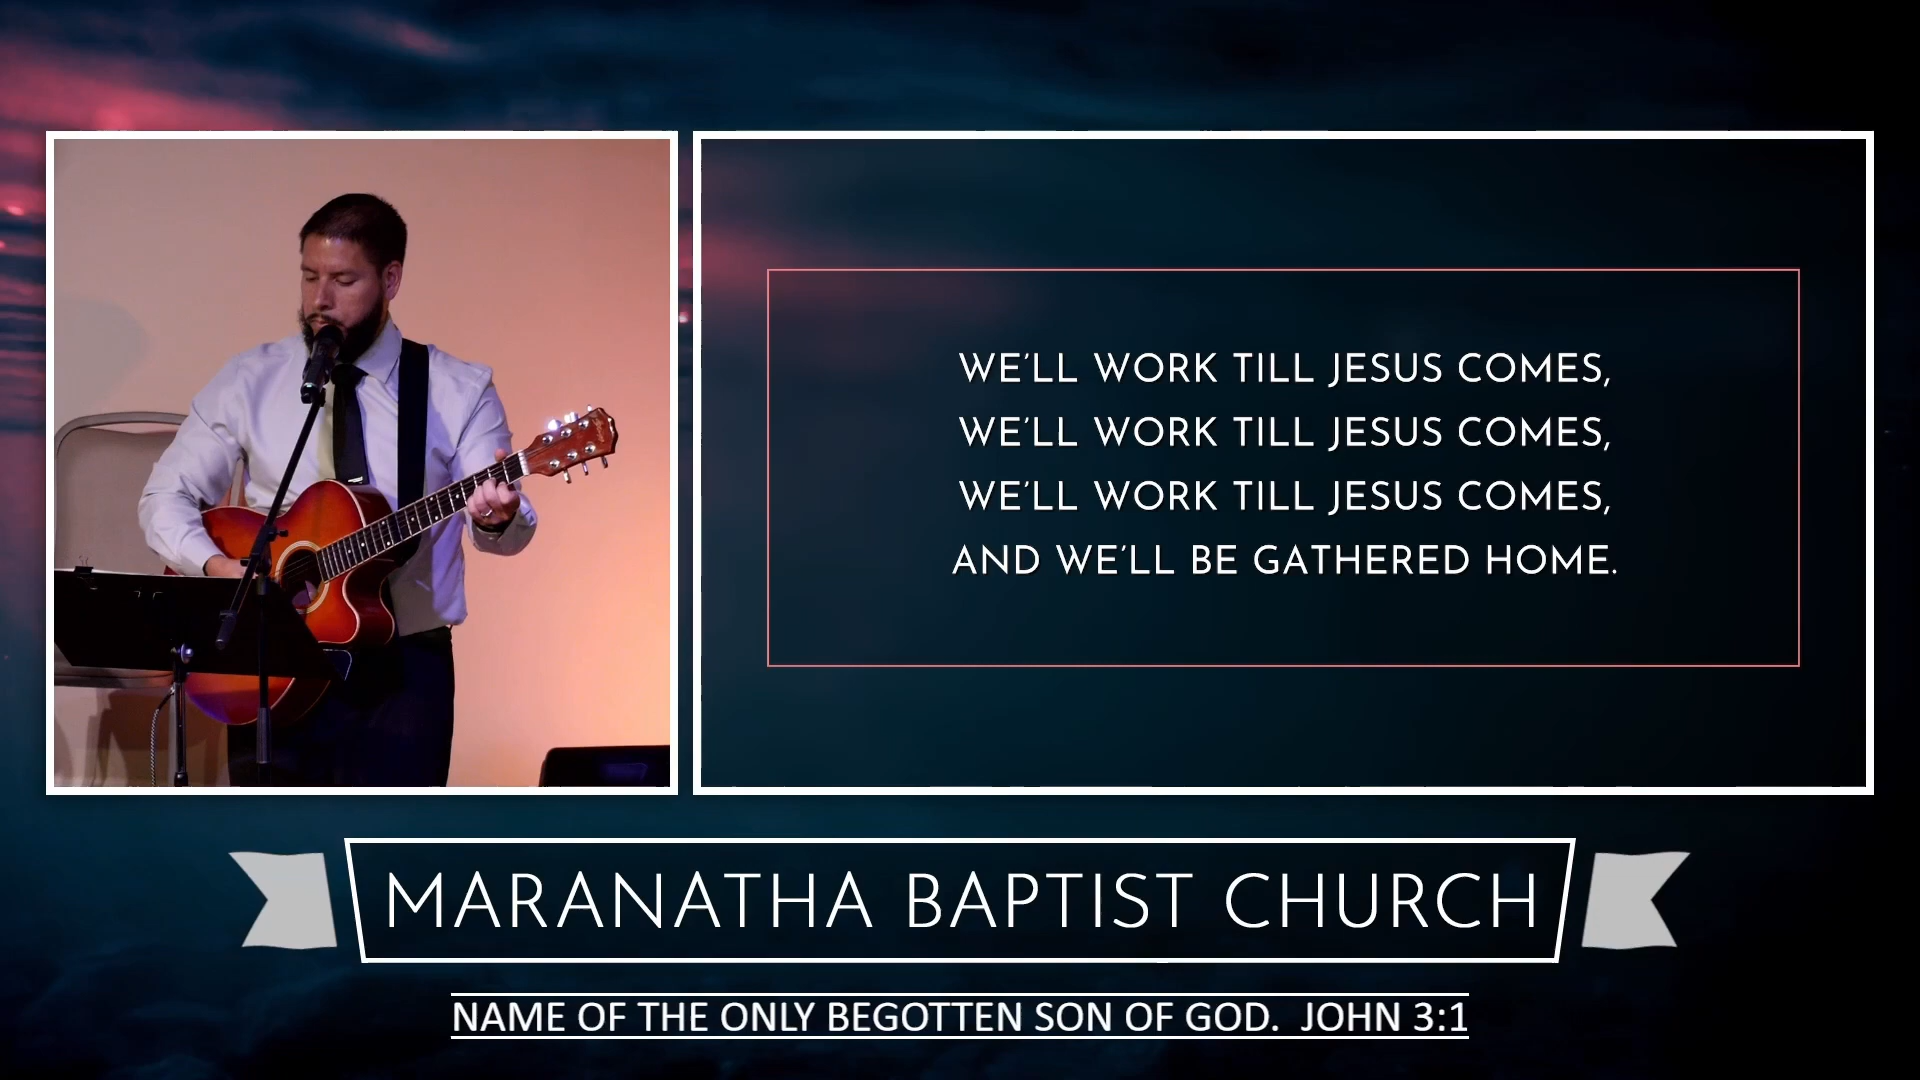 WE'LL WORK TILL JESUS COMES,
WE'LL WORK TILL JESUS COMES,
WE'LL WORK TILL JESUS COMES,
AND WE'LL BE GATHERED HOME.
MARANATHA BAPTIST CHURCH
NAME OF THE ONLY BEGOTTEN SON OF GOD.  JOHN 3:1